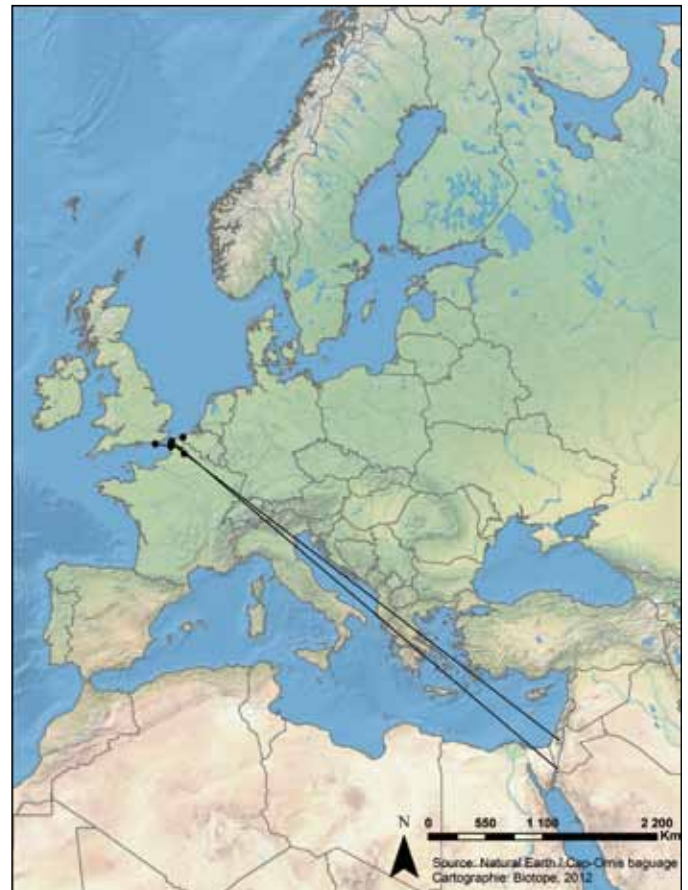 N
0 550 1 100 2 200
Km
Source: Natural Earth / Cap-Ornis baguage
Cartographie: Biotope, 2012